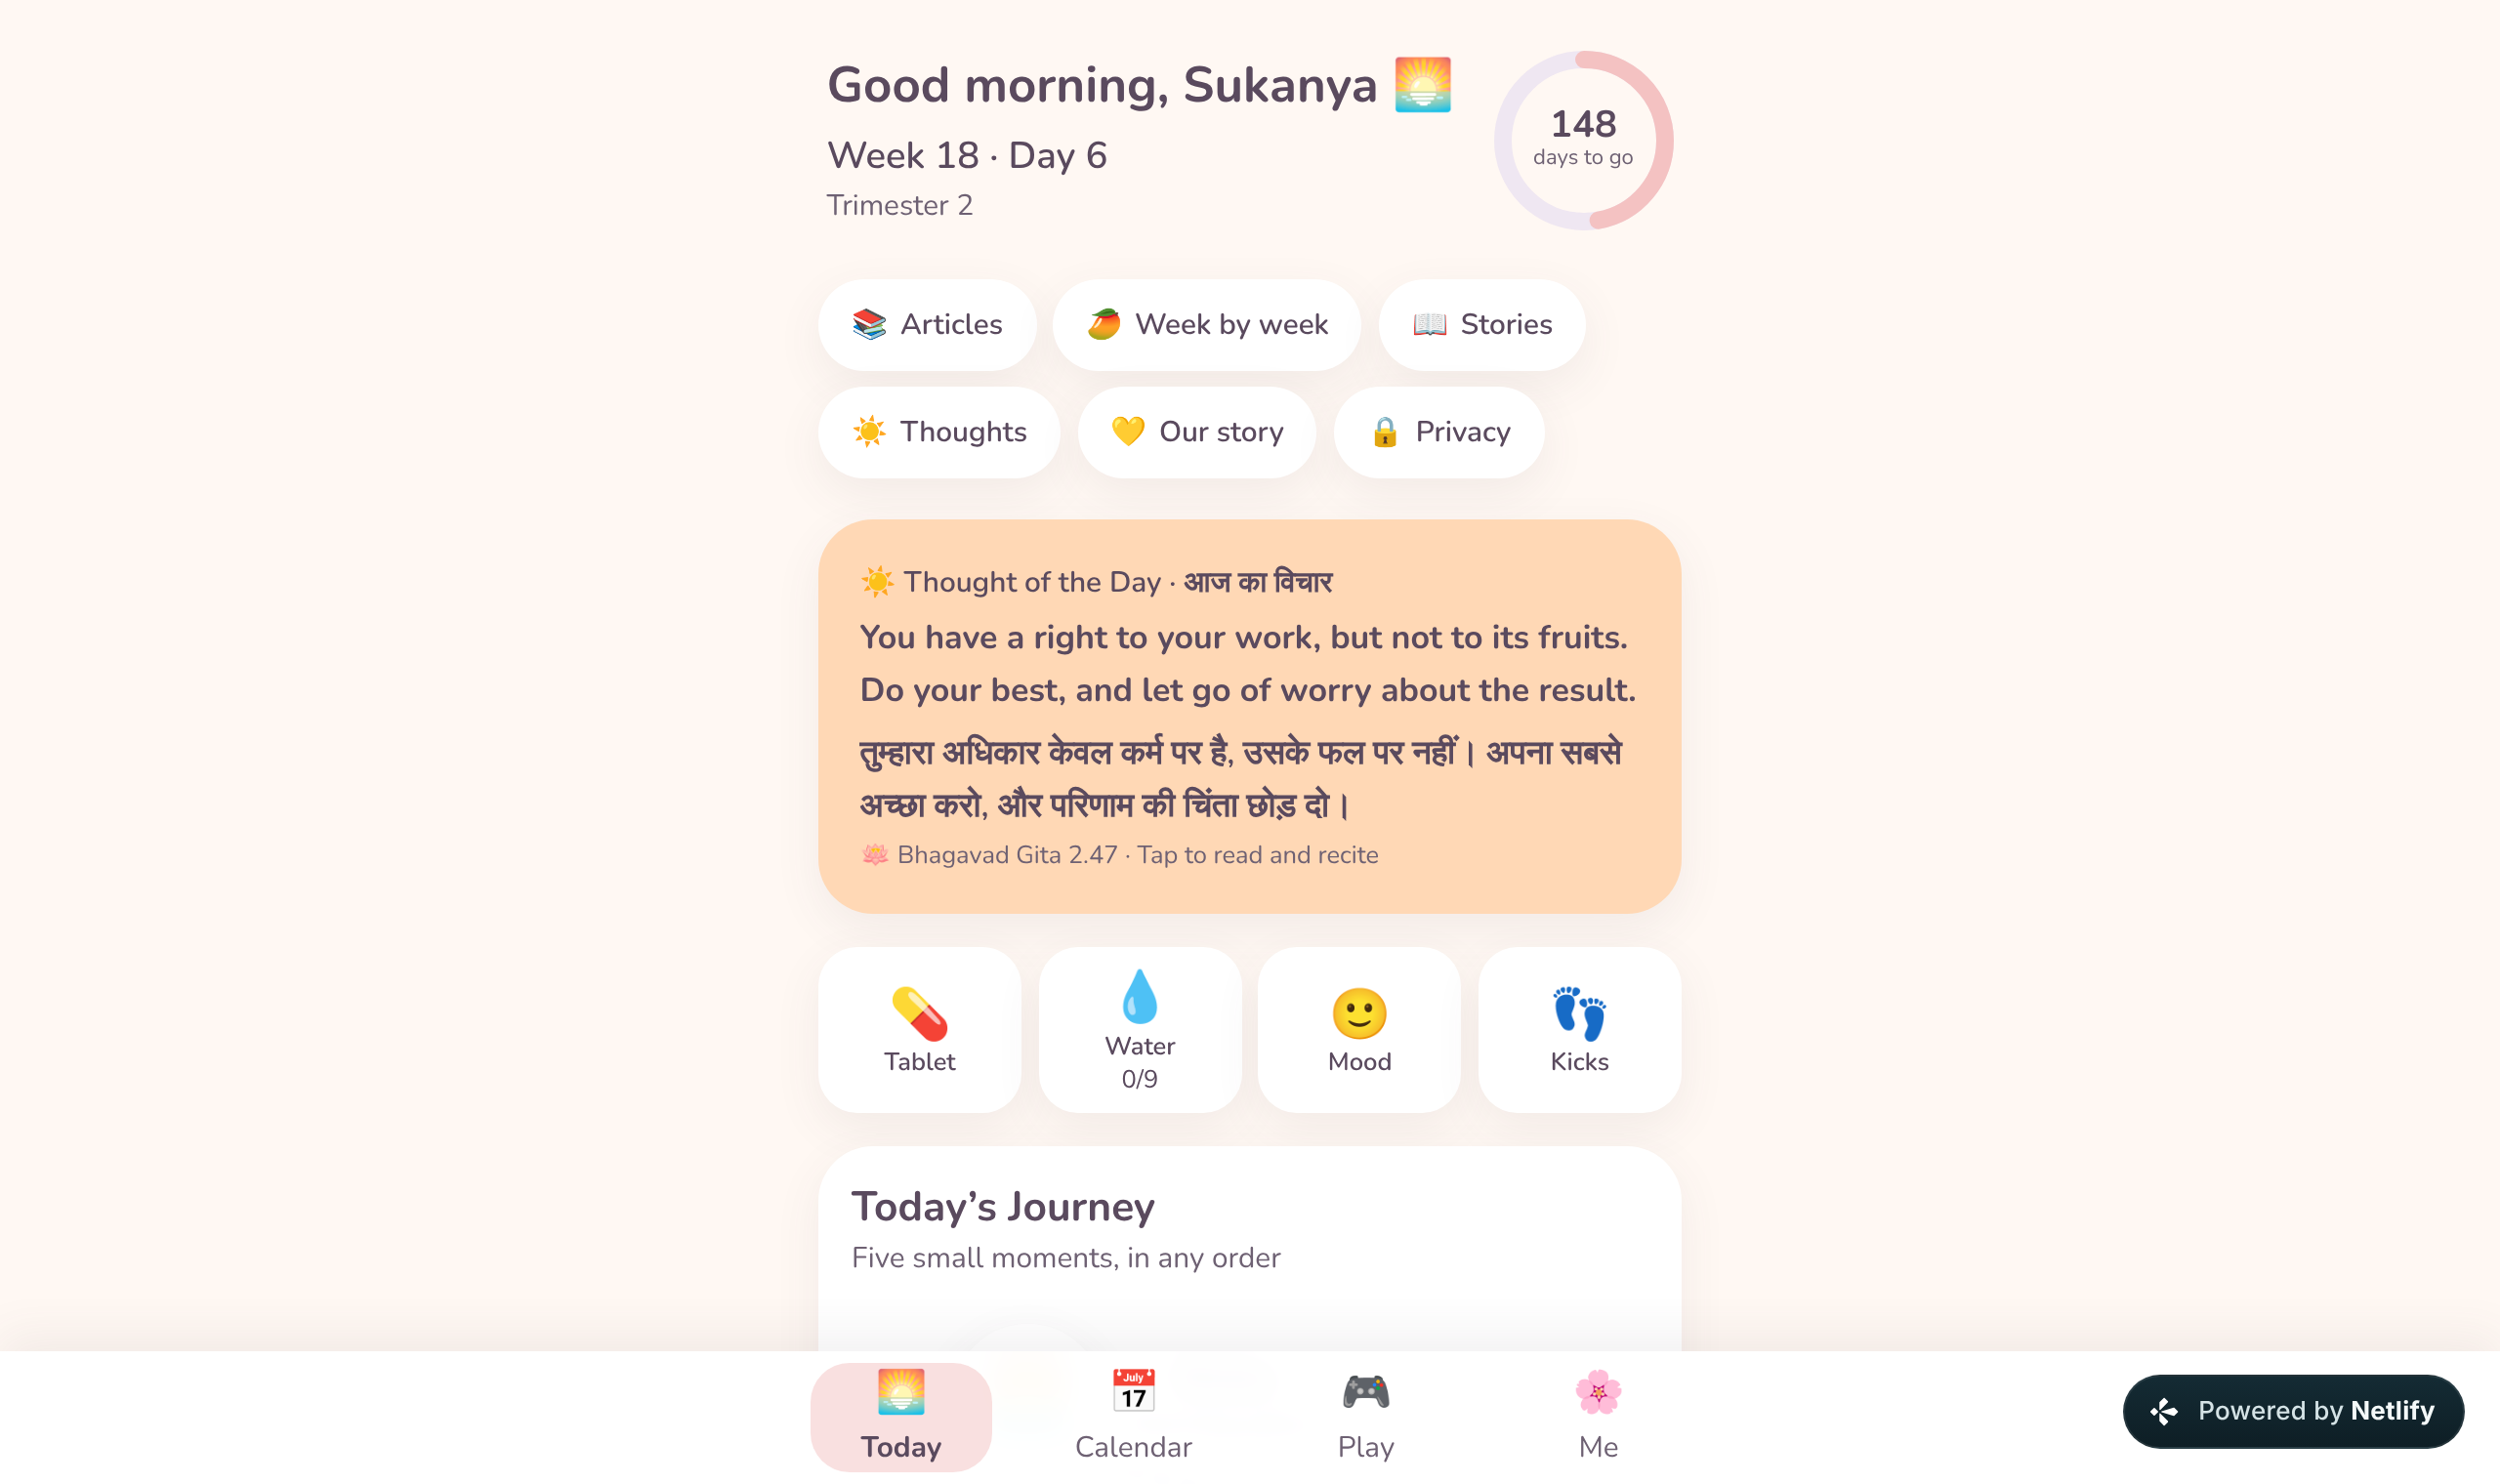 Good morning, Sukanya 🌅
Week 18 · Day 6
Trimester 2
148
days to go
📚 Articles
🥭 Week by week
📖 Stories
☀️ Thoughts
💛 Our story
🔒 Privacy
☀️ Thought of the Day · आज का विचार
You have a right to your work, but not to its fruits.
Do your best, and let go of worry about the result.
तुम्हारा अधिकार केवल कर्म पर है, उसके फल पर नहीं। अपना सबसे
अच्छा करो, और परिणाम की चिंता छोड़ दो।
🪷 Bhagavad Gita 2.47 · Tap to read and recite
Tablet
Water
0/9
Mood
Kicks
Today’s Journey
Five small moments, in any order
Today
July
17
Calendar
Play
Me
Powered by Netlify